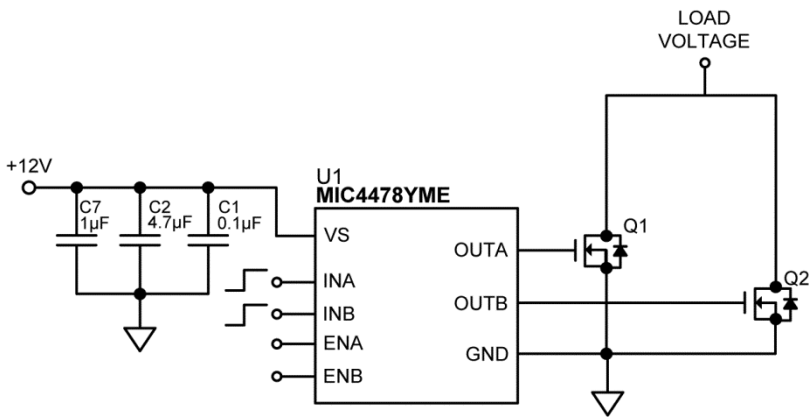 LOAD
VOLTAGE
+12V
U1
MIC4478YME
C7
1µF
C2
4.7µF
C1
0.1µF
VS
INA
INB
ENA
ENB
OUTA
OUTB
GND
Q1
Q2